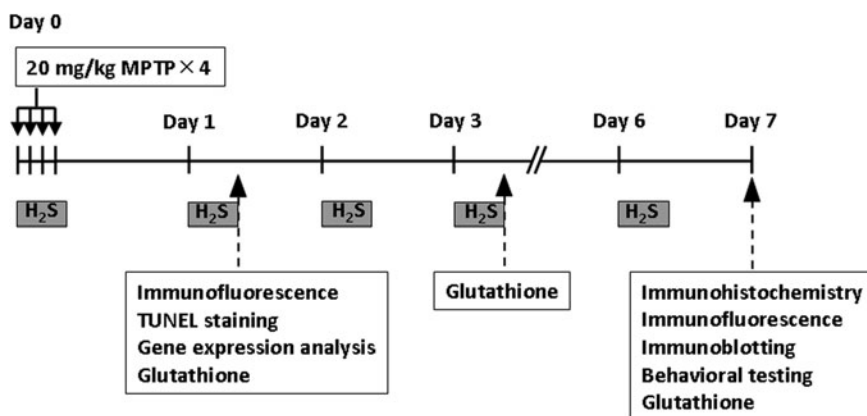 Day 0
20 mg/kg MPTP × 4
Day 1
Day 2
Day 3
Day 6
Day 7
H₂S
H₂S
H₂S
H₂S
H₂S
Immunofluorescence
TUNEL staining
Gene expression analysis
Glutathione
Glutathione
Immunohistochemistry
Immunofluorescence
Immunoblotting
Behavioral testing
Glutathione